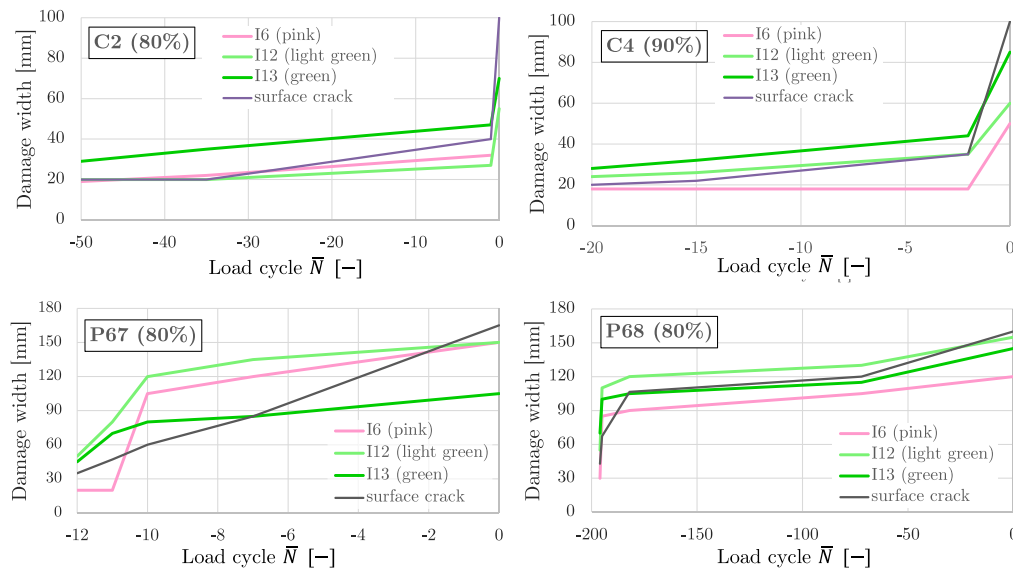 C2 (80%)
Damage width [mm]
100
80
60
40
20
0
-50
-40
-30
-20
-10
0
Load cycle N̅ [−]
I6 (pink)
I12 (light green)
I13 (green)
surface crack
C4 (90%)
Damage width [mm]
100
80
60
40
20
0
-20
-15
-10
-5
0
Load cycle N̅ [−]
I6 (pink)
I12 (light green)
I13 (green)
surface crack
P67 (80%)
Damage width [mm]
180
150
120
90
60
30
0
-12
-10
-8
-6
-4
-2
0
Load cycle N̅ [−]
I6 (pink)
I12 (light green)
I13 (green)
surface crack
P68 (80%)
Damage width [mm]
180
150
120
90
60
30
0
-200
-150
-100
-50
0
Load cycle N̅ [−]
I6 (pink)
I12 (light green)
I13 (green)
surface crack